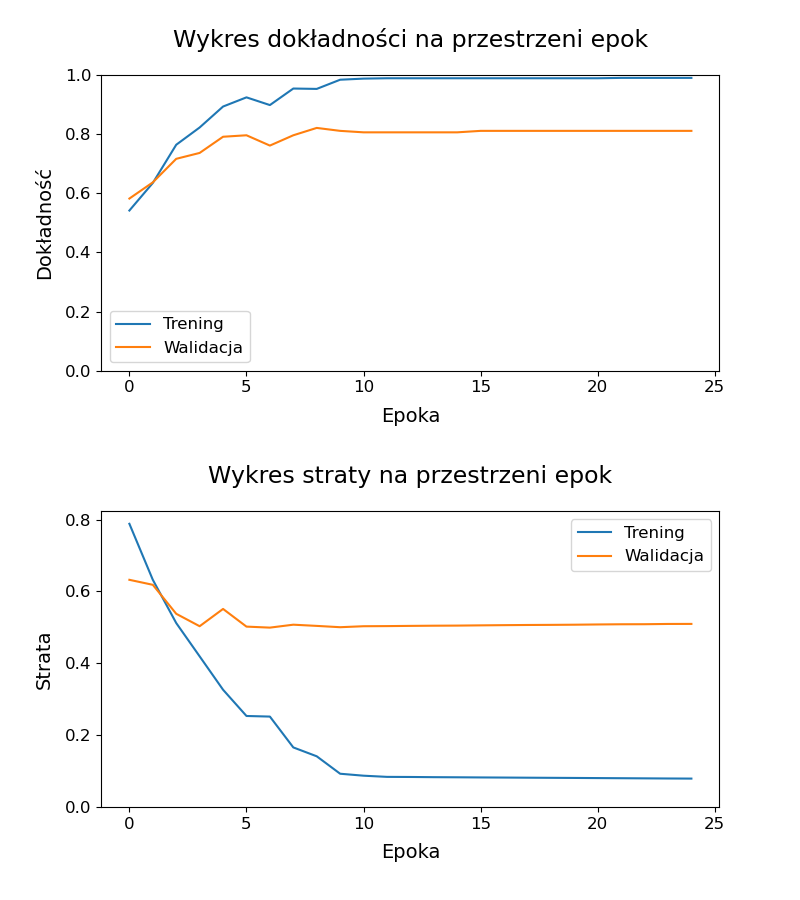 Wykres dokładności na przestrzeni epok
1.0
0.8
0.6
0.4
0.2
0.0
Dokładność
Trening
Walidacja
0 5 10 15 20 25
Epoka
Wykres straty na przestrzeni epok
0.8
0.6
0.4
0.2
0.0
Strata
Trening
Walidacja
0 5 10 15 20 25
Epoka